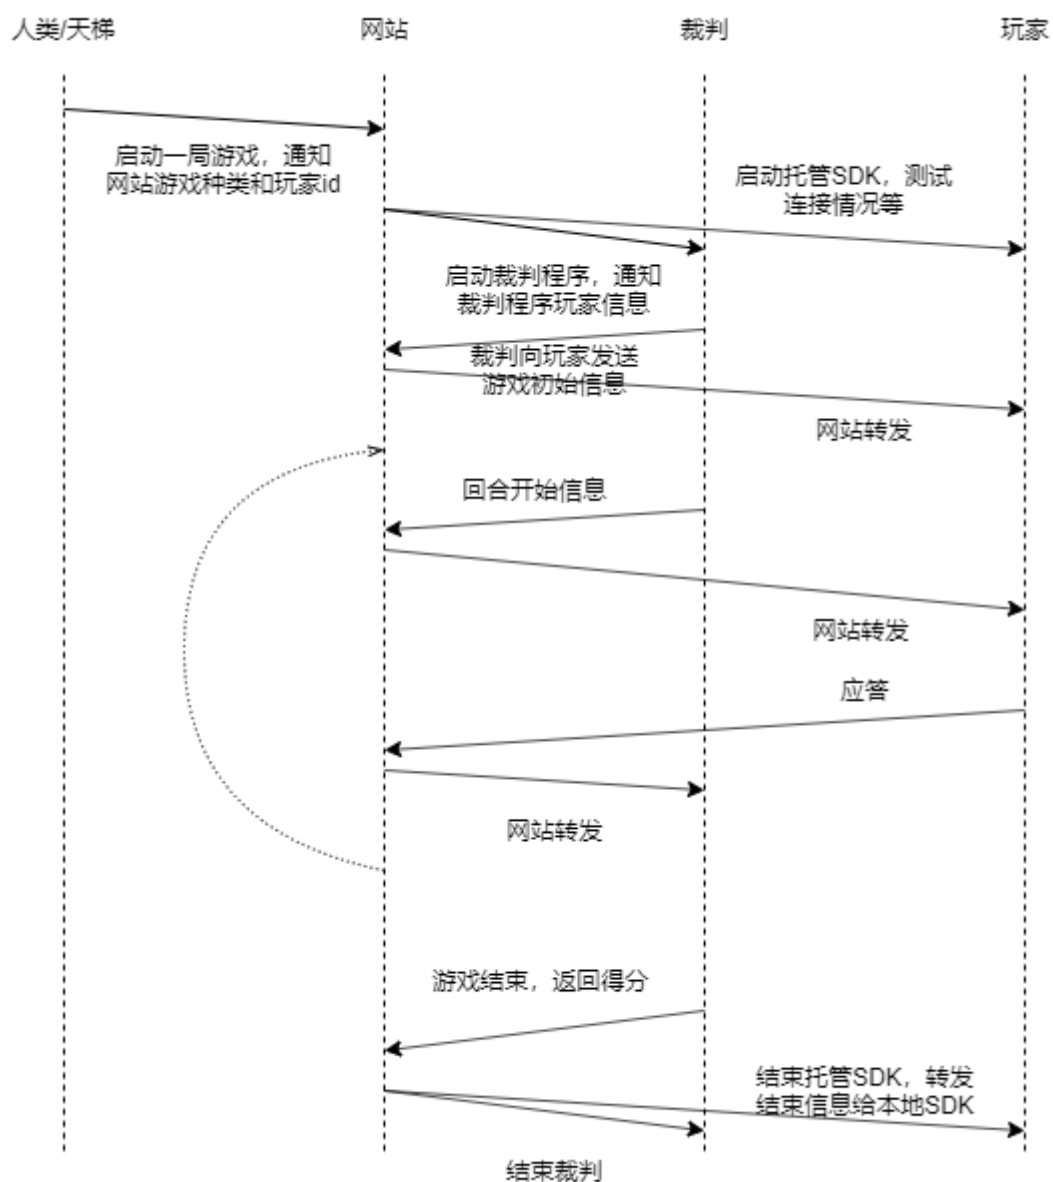 人类/天梯
网站
裁判
玩家
启动一局游戏，通知
网站游戏种类和玩家id
启动托管SDK，测试
连接情况等
启动裁判程序，通知
裁判程序玩家信息
裁判向玩家发送
游戏初始信息
网站转发
回合开始信息
网站转发
应答
网站转发
游戏结束，返回得分
结束托管SDK，转发
结束信息给本地SDK
结束裁判